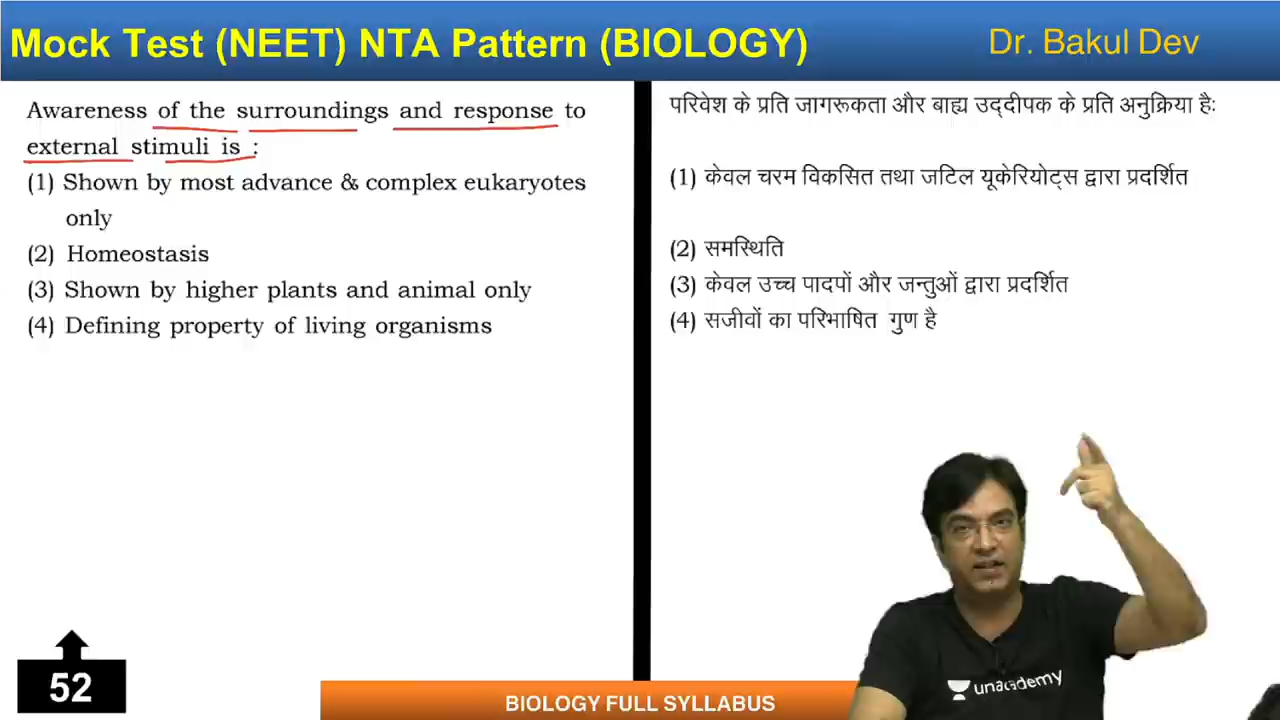 Mock Test (NEET) NTA Pattern (BIOLOGY)
Dr. Bakul Dev
Awareness of the surroundings and response to
external stimuli is :
(1) Shown by most advance & complex eukaryotes
only
(2) Homeostasis
(3) Shown by higher plants and animal only
(4) Defining property of living organisms
परिवेश के प्रति जागरूकता और बाह्य उद्दीपक के प्रति अनुक्रिया हैः
(1) केवल चरम विकसित तथा जटिल यूकेरियोट्स द्वारा प्रदर्शित
(2) समस्थिति
(3) केवल उच्च पादपों और जन्तुओं द्वारा प्रदर्शित
(4) सजीवों का परिभाषित गुण है
unacademy
52
BIOLOGY FULL SYLLABUS